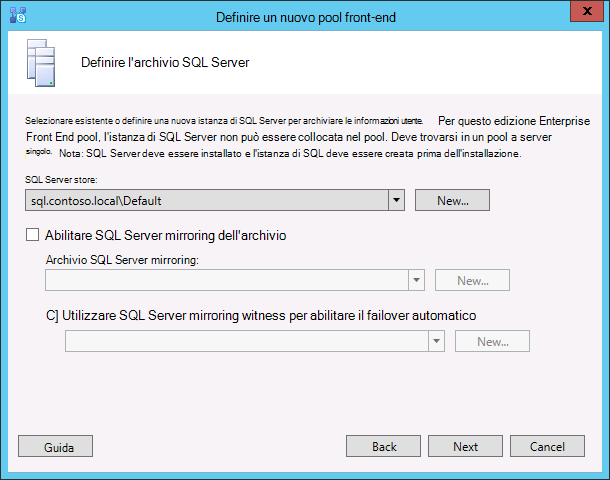 Definire un nuovo pool front-end
x
Definire l'archivio SQL Server
Selezionare esistente o definire una nuova istanza di SQL Server per archiviare le informazioni utente. Per questo edizione Enterprise
Front End pool, l'istanza di SQL Server non può essere collocata nel pool. Deve trovarsi in un pool a server
singolo. Nota: SQL Server deve essere installato e l'istanza di SQL deve essere creata prima dell'installazione.
SQL Server store:
sql.contoso.local\Default
New...
Abilitare SQL Server mirroring dell'archivio
Archivio SQL Server mirroring:
New...
C] Utilizzare SQL Server mirroring witness per abilitare il failover automatico
New...
Guida
Back
Next
Cancel